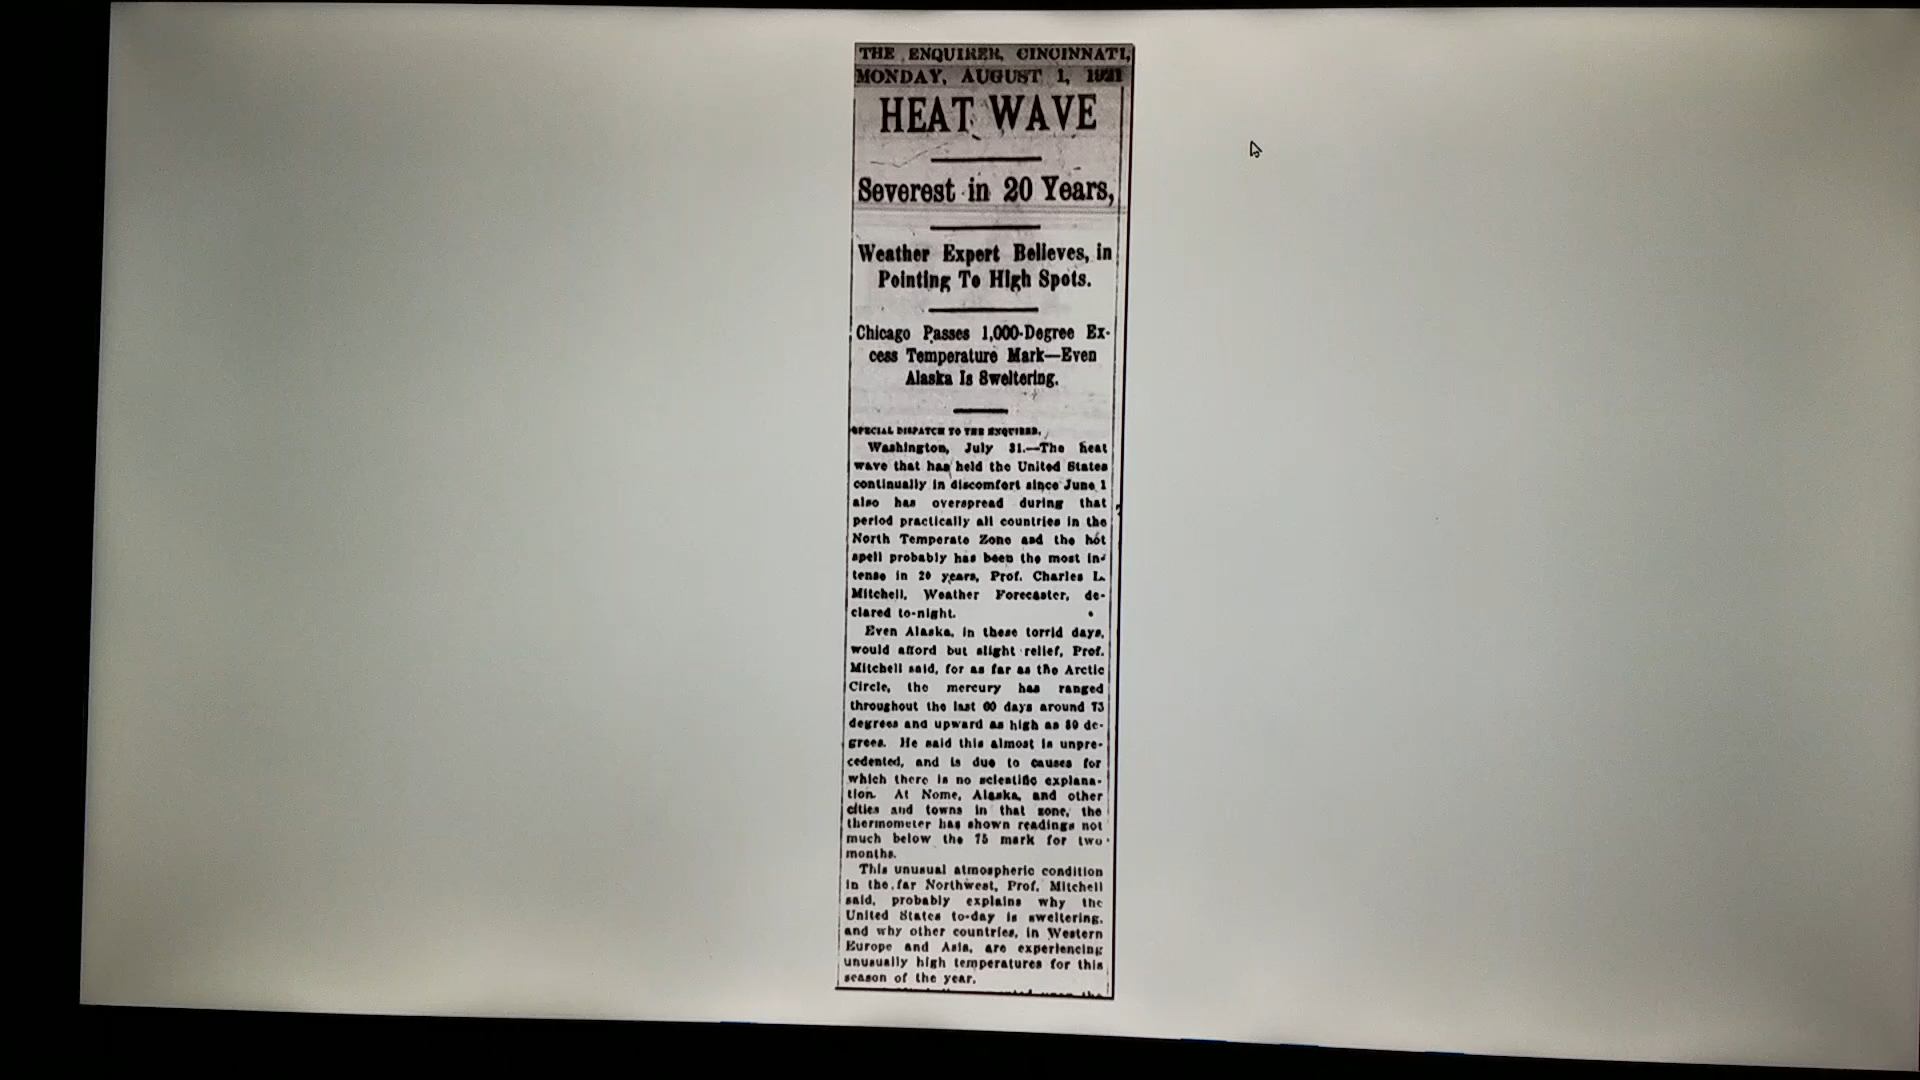 THE ENQUIRER, CINCINNATI,
MONDAY, AUGUST 1, 1921
HEAT WAVE
Severest in 20 Years,
Weather Expert Believes, in
Pointing To High Spots.
Chicago Passes 1,000-Degree Ex-
cess Temperature Mark—Even
Alaska Is Sweltering.
SPECIAL DISPATCH TO THE ENQUIRER.
Washington, July 31.—The heat
wave that has held the United States
continually in discomfort since June 1
also has overspread during that
period practically all countries in the
North Temperate Zone and the hot
spell probably has been the most in-
tense in 20 years, Prof. Charles L.
Mitchell, Weather Forecaster, de-
clared to-night.
Even Alaska, in these torrid days,
would afford but slight relief, Prof.
Mitchell said, for as far as the Arctic
Circle, the mercury has ranged
throughout the last 60 days around 75
degrees and upward as high as 80 de-
grees. He said this almost is unpre-
cedented, and is due to causes for
which there is no scientific explana-
tion. At Nome, Alaska, and other
cities and towns in that zone, the
thermometer has shown readings not
much below the 75 mark for two
months.
This unusual atmospheric condition
in the far Northwest, Prof. Mitchell
said, probably explains why the
United States to-day is sweltering,
and why other countries, in Western
Europe and Asia, are experiencing
unusually high temperatures for this
season of the year.